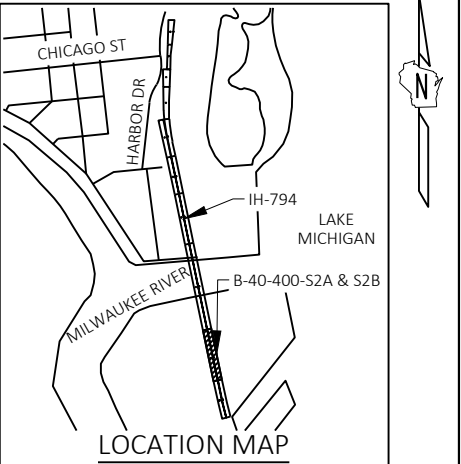 CHICAGO ST
HARBOR DR
N
IH-794
LAKE
MICHIGAN
B-40-400-S2A & S2B
MILWAUKEE RIVER
LOCATION MAP